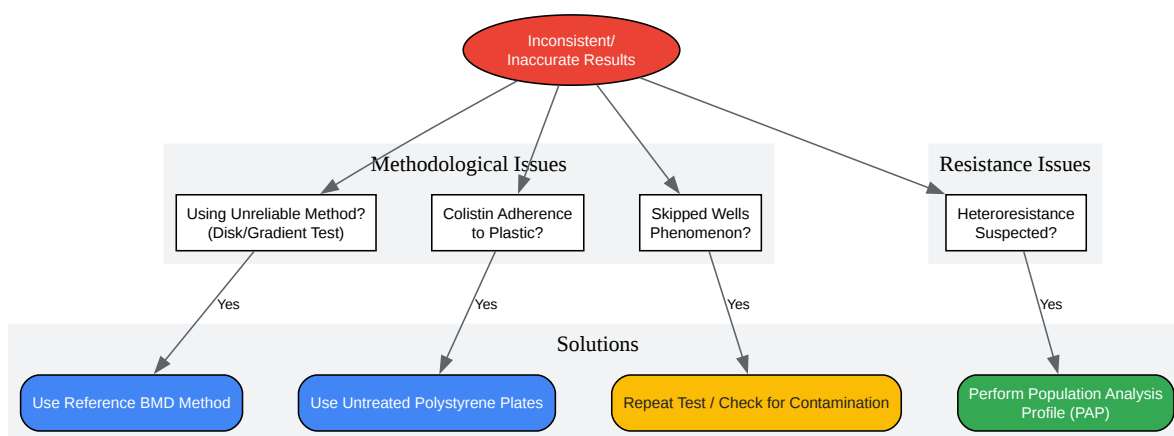 Inconsistent/
Inaccurate Results
Methodological Issues
Resistance Issues
Using Unreliable Method?
(Disk/Gradient Test)
Colistin Adherence
to Plastic?
Skipped Wells
Phenomenon?
Heteroresistance
Suspected?
Yes
Yes
Yes
Yes
Solutions
Use Reference BMD Method
Use Untreated Polystyrene Plates
Repeat Test / Check for Contamination
Perform Population Analysis
Profile (PAP)